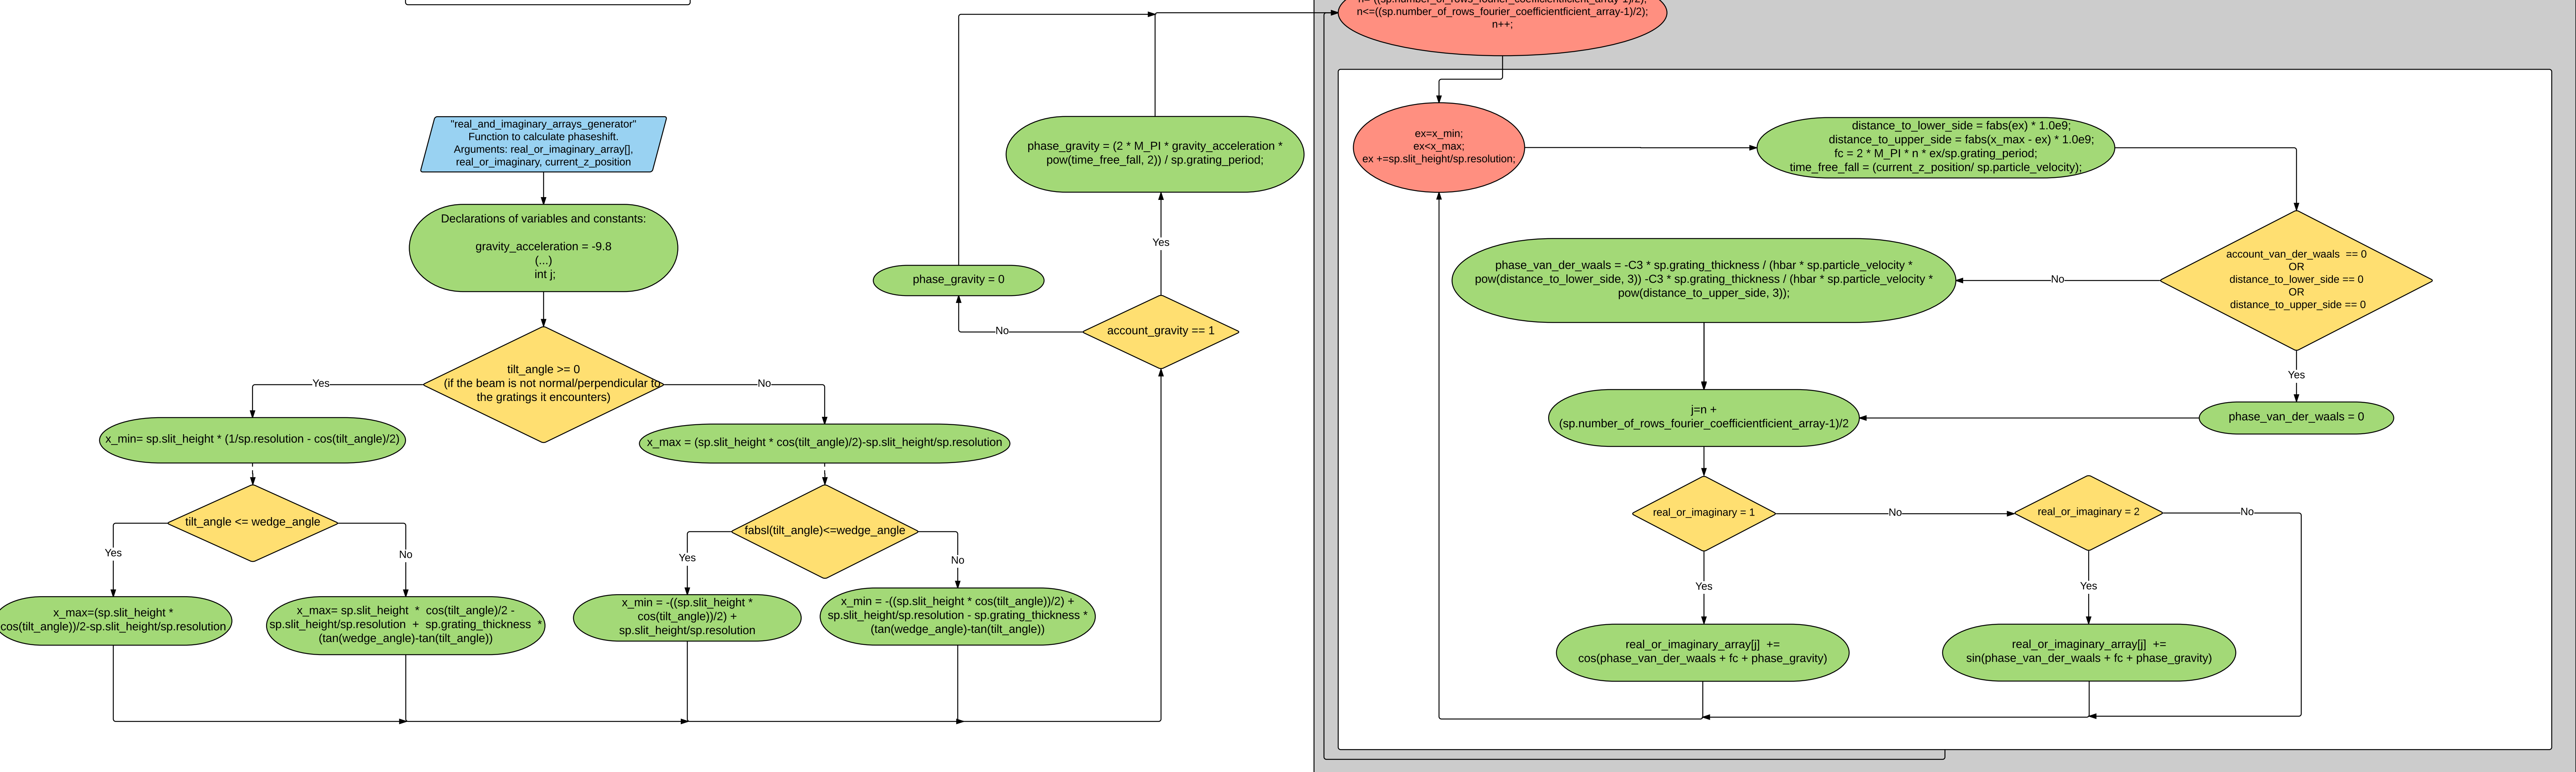 "real_and_imaginary_arrays_generator"
Function to calculate phaseshift.
Arguments: real_or_imaginary_array[],
real_or_imaginary, current_z_position
Declarations of variables and constants:
gravity_acceleration = -9.8
(...)
int j;
tilt_angle >= 0
(if the beam is not normal/perpendicular to
the gratings it encounters)
Yes
No
x_min= sp.slit_height * (1/sp.resolution - cos(tilt_angle)/2)
tilt_angle <= wedge_angle
Yes
No
x_max=(sp.slit_height *
cos(tilt_angle))/2-sp.slit_height/sp.resolution
x_max= sp.slit_height * cos(tilt_angle)/2 -
sp.slit_height/sp.resolution + sp.grating_thickness *
(tan(wedge_angle)-tan(tilt_angle))
x_max = (sp.slit_height * cos(tilt_angle)/2)-sp.slit_height/sp.resolution
fabsl(tilt_angle)<=wedge_angle
Yes
No
x_min = -((sp.slit_height *
cos(tilt_angle))/2) +
sp.slit_height/sp.resolution
x_min = -((sp.slit_height * cos(tilt_angle))/2) +
sp.slit_height/sp.resolution - sp.grating_thickness *
(tan(wedge_angle)-tan(tilt_angle))
account_gravity == 1
No
Yes
phase_gravity = 0
phase_gravity = (2 * M_PI * gravity_acceleration *
pow(time_free_fall, 2)) / sp.grating_period;
n<=((sp.number_of_rows_fourier_coefficientficient_array-1)/2);
n++;
ex=x_min;
ex<x_max;
ex +=sp.slit_height/sp.resolution;
distance_to_lower_side = fabs(ex) * 1.0e9;
distance_to_upper_side = fabs(x_max - ex) * 1.0e9;
fc = 2 * M_PI * n * ex/sp.grating_period;
time_free_fall = (current_z_position/ sp.particle_velocity);
account_van_der_waals == 0
OR
distance_to_lower_side == 0
OR
distance_to_upper_side == 0
No
Yes
phase_van_der_waals = -C3 * sp.grating_thickness / (hbar * sp.particle_velocity *
pow(distance_to_lower_side, 3)) -C3 * sp.grating_thickness / (hbar * sp.particle_velocity *
pow(distance_to_upper_side, 3));
phase_van_der_waals = 0
j=n +
(sp.number_of_rows_fourier_coefficientficient_array-1)/2
real_or_imaginary = 1
No
real_or_imaginary = 2
No
Yes
Yes
real_or_imaginary_array[j] +=
cos(phase_van_der_waals + fc + phase_gravity)
real_or_imaginary_array[j] +=
sin(phase_van_der_waals + fc + phase_gravity)